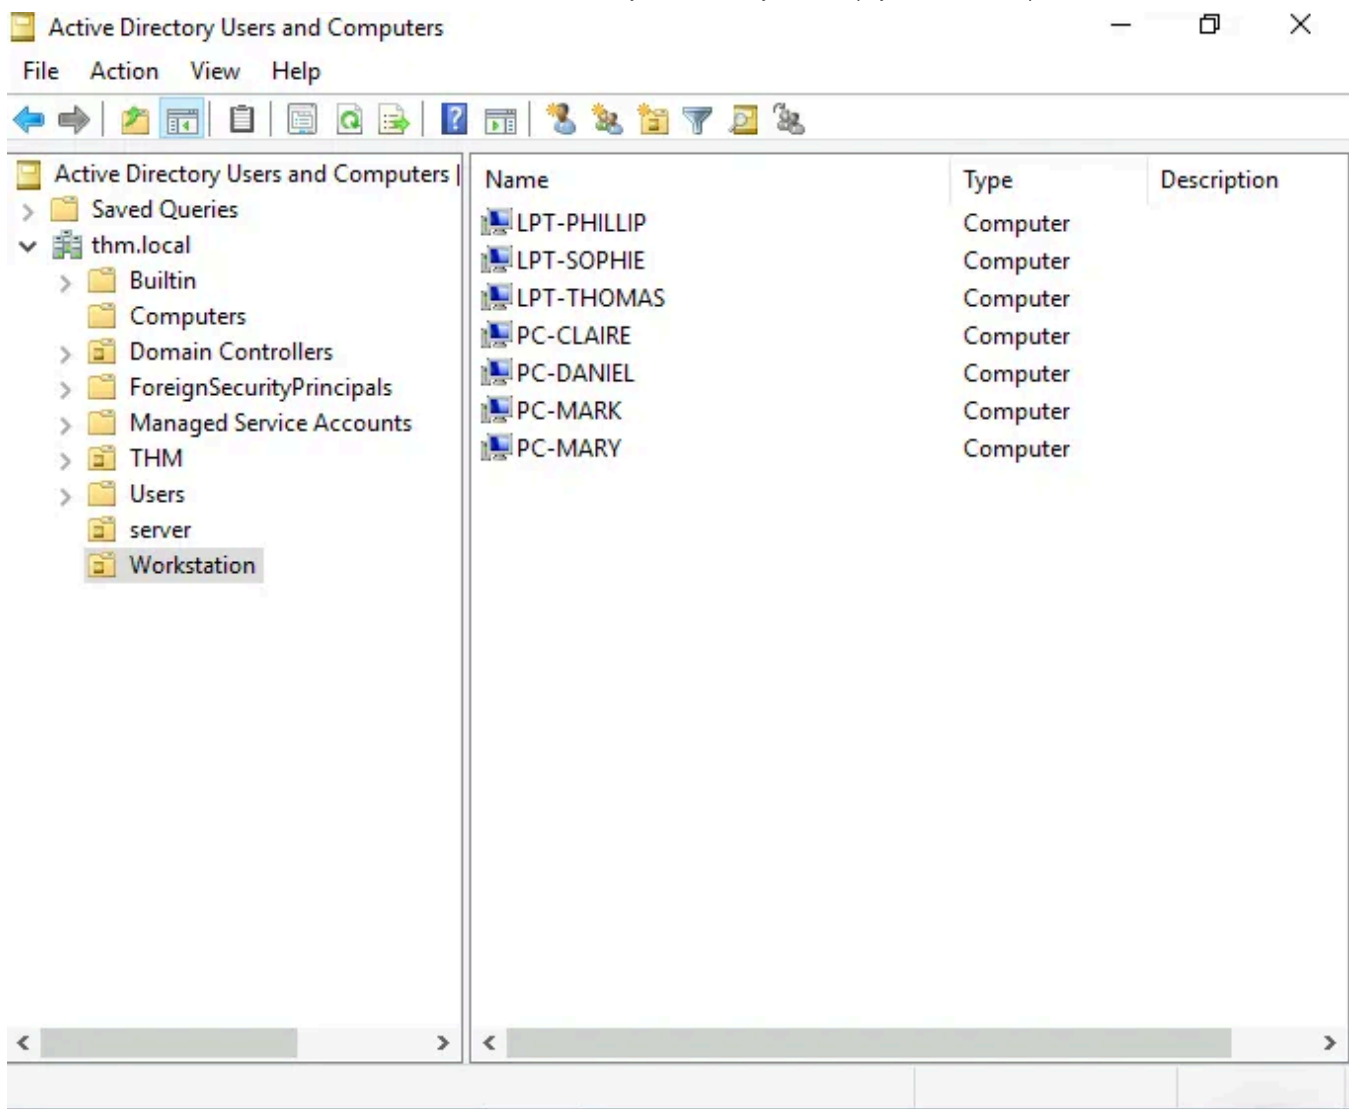 Active Directory Users and Computers
File Action View Help
Active Directory Users and Computers
Saved Queries
thm.local
Builtin
Computers
Domain Controllers
ForeignSecurityPrincipals
Managed Service Accounts
THM
Users
server
Workstation
Name Type Description
LPT-PHILLIP Computer
LPT-SOPHIE Computer
LPT-THOMAS Computer
PC-CLAIRE Computer
PC-DANIEL Computer
PC-MARK Computer
PC-MARY Computer